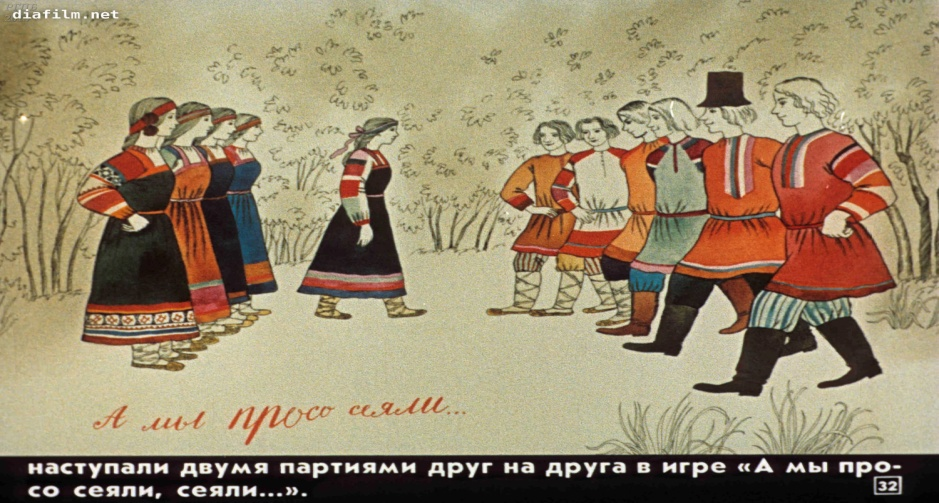 diafilm.net
А мы просо сеяли...
наступали двумя партиями друг на друга в игре «А мы про-
со сеяли, сеяли...».
32